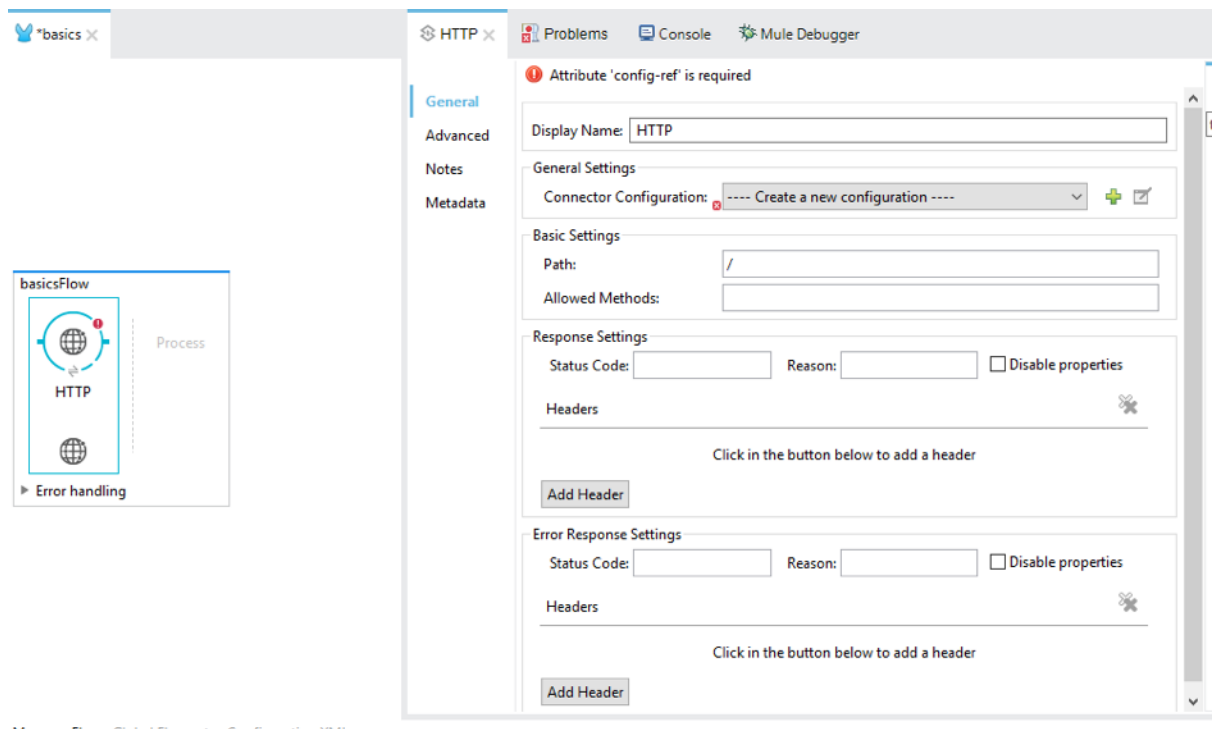 *basics
HTTP
Problems
Console
Mule Debugger
Attribute 'config-ref' is required
General
Advanced
Notes
Metadata
Display Name: HTTP
General Settings
Connector Configuration: ---- Create a new configuration ----
Basic Settings
Path: /
Allowed Methods:
basicsFlow
Process
HTTP
Error handling
Response Settings
Status Code: Reason: Disable properties
Headers
Click in the button below to add a header
Add Header
Error Response Settings
Status Code: Reason: Disable properties
Headers
Click in the button below to add a header
Add Header